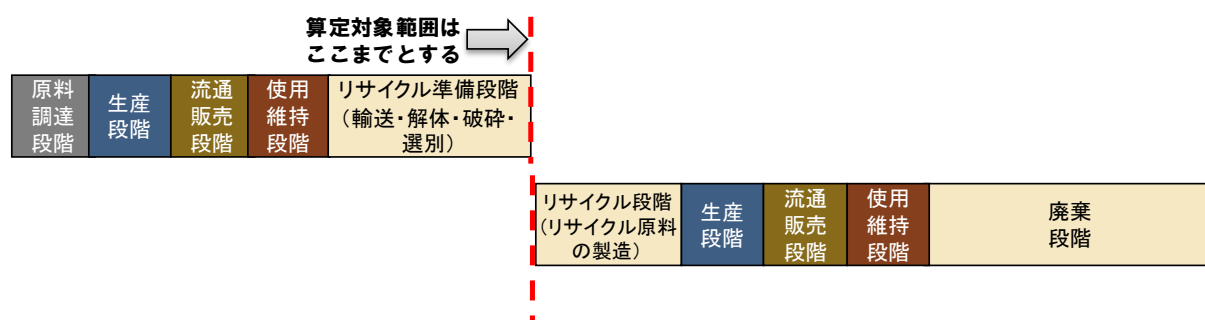 算定対象範囲は
ここまでとする
原料
調達
段階
生産
段階
流通
販売
段階
使用
維持
段階
リサイクル準備段階
（輸送・解体・破砕・
選別）
リサイクル段階
(リサイクル原料
の製造）
生産
段階
流通
販売
段階
使用
維持
段階
廃棄
段階